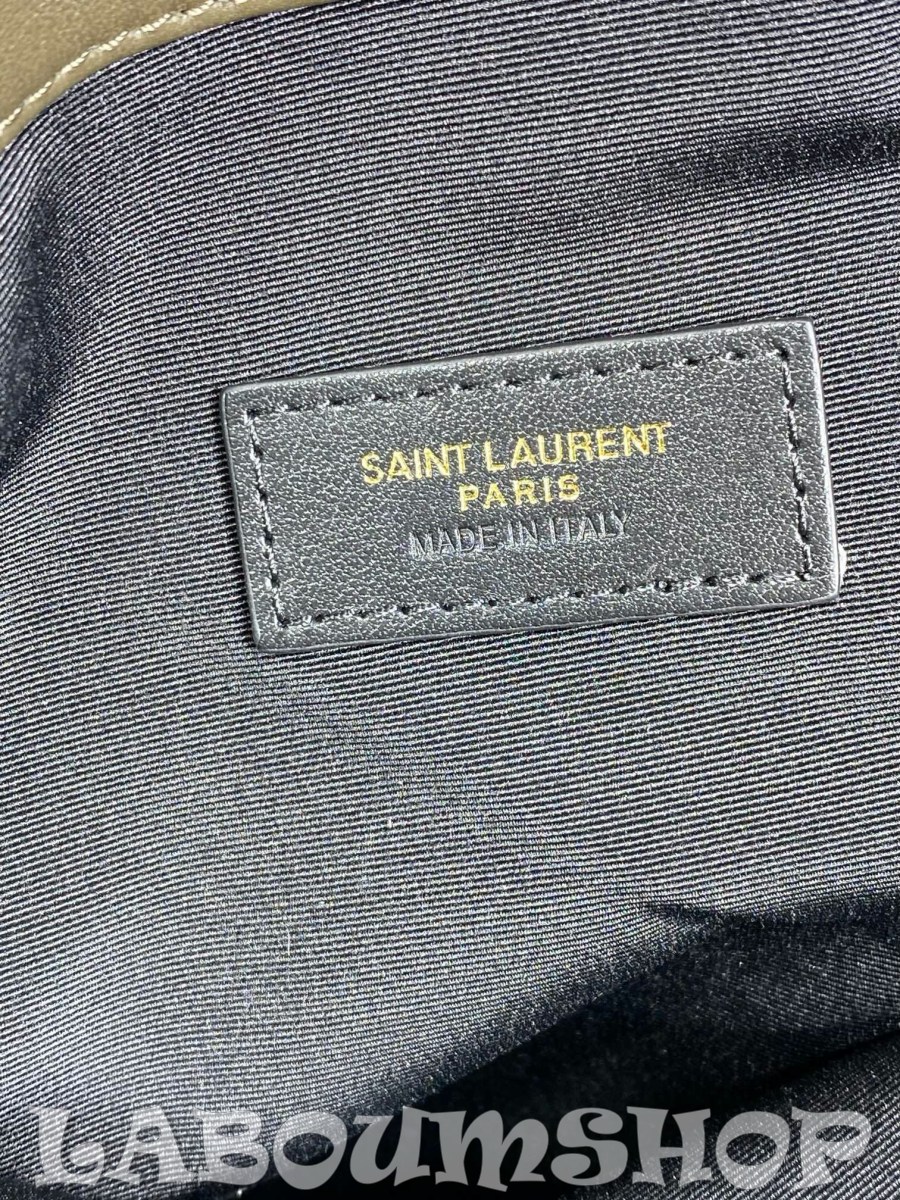 SAINT LAURENT
PARIS
MADE IN ITALY
LABOUMSHOP